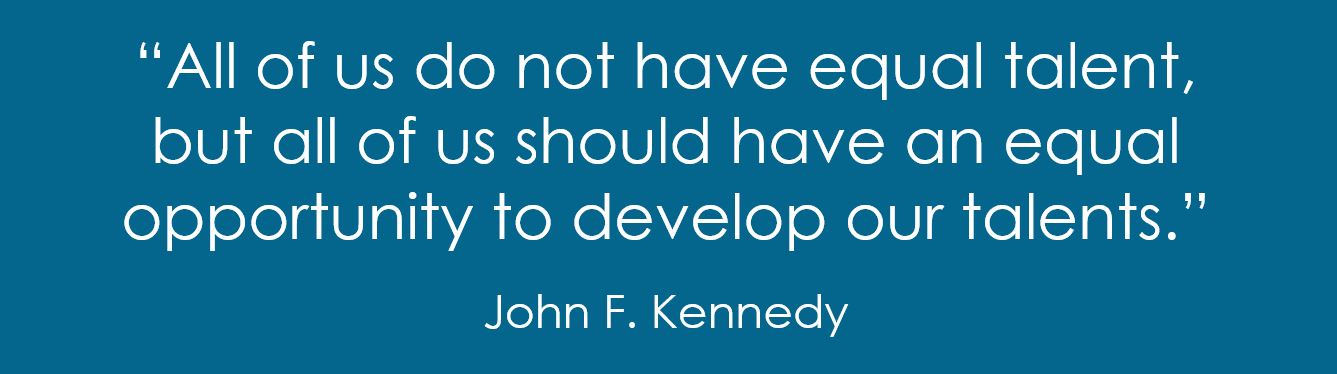 “All of us do not have equal talent,
but all of us should have an equal
opportunity to develop our talents.”
John F. Kennedy